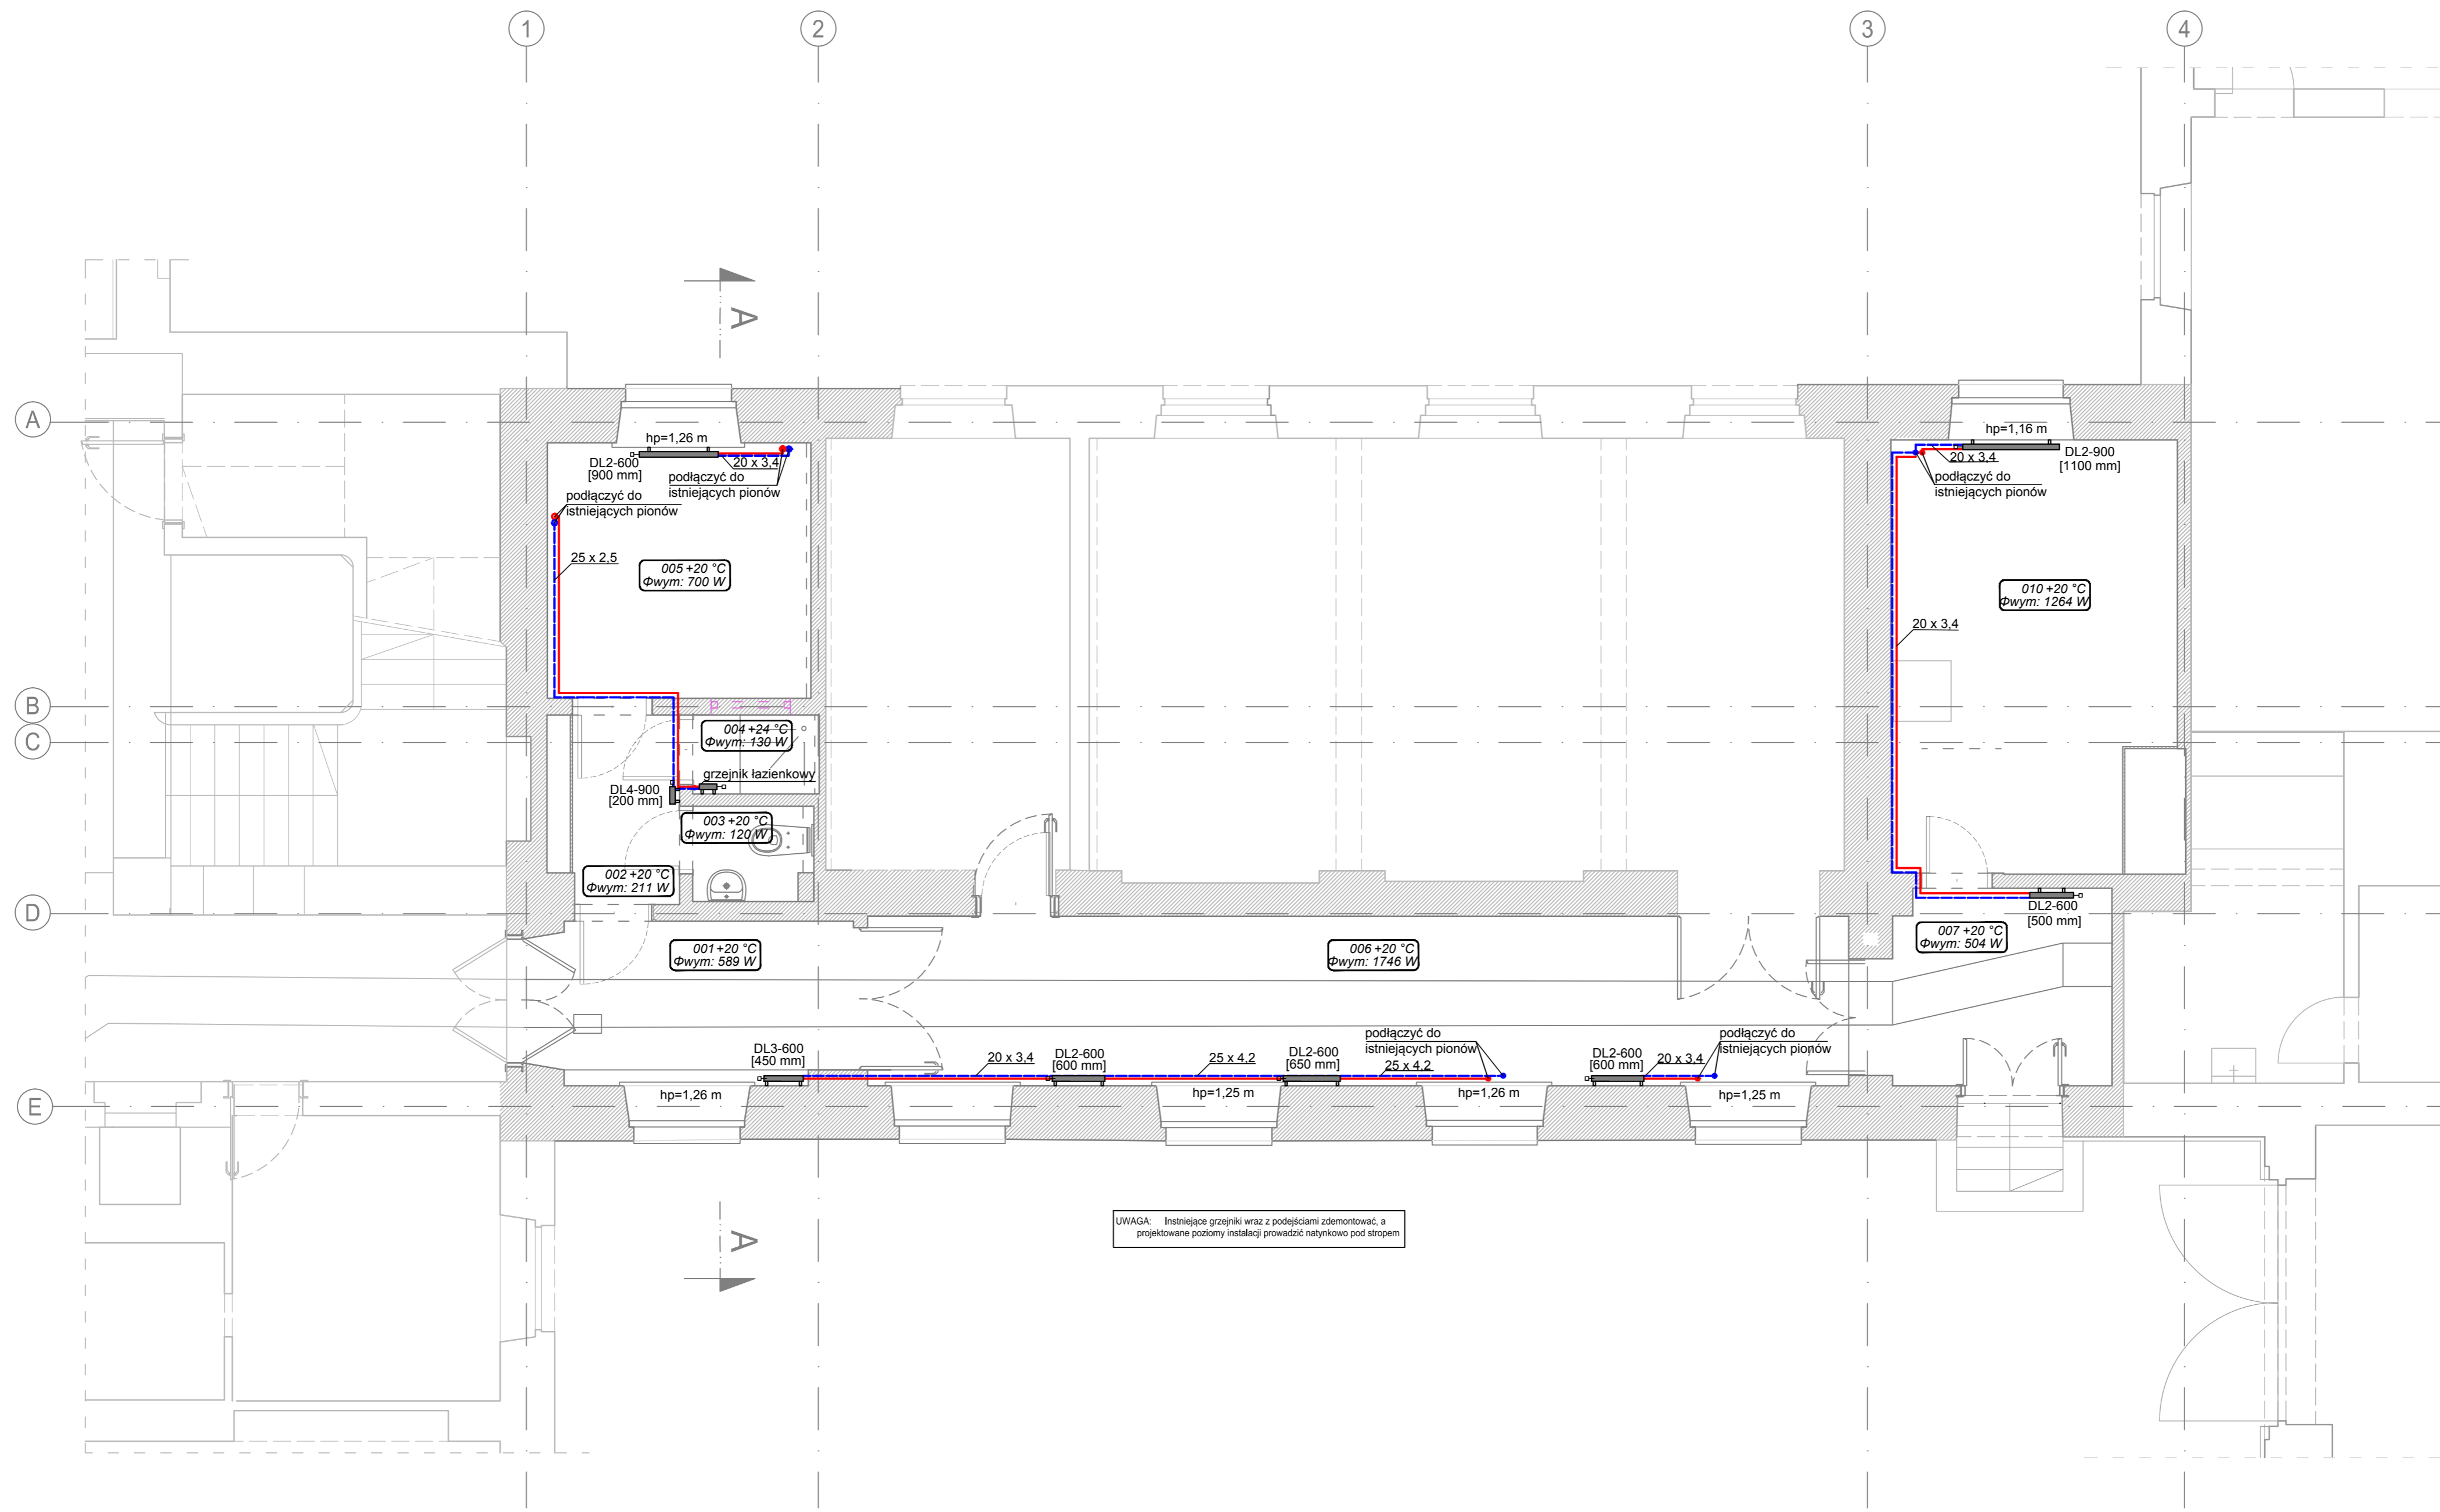 1
2
3
4
A
A
hp=1,26 m
DL2-600
[900 mm]
20 x 3,4
podłączyć do
istniejących pionów
podłączyć do
istniejących pionów
25 x 2,5
005 +20 °C
Φwym: 700 W
hp=1,16 m
20 x 3,4
DL2-900
[1100 mm]
podłączyć do
istniejących pionów
010 +20 °C
Φwym: 1264 W
20 x 3,4
B
C
004 +24 °C
Φwym: 130 W
grzejnik łazienkowy
DL4-900
[200 mm]
003 +20 °C
Φwym: 120 W
002 +20 °C
Φwym: 211 W
D
DL2-600
[500 mm]
001 +20 °C
Φwym: 589 W
006 +20 °C
Φwym: 1746 W
007 +20 °C
Φwym: 504 W
DL3-600
[450 mm]
20 x 3,4
DL2-600
[600 mm]
25 x 4,2
DL2-600
[650 mm]
podłączyć do
istniejących pionów
25 x 4,2
DL2-600
[600 mm]
20 x 3,4
podłączyć do
istniejących pionów
E
hp=1,26 m
hp=1,25 m
hp=1,26 m
hp=1,25 m
UWAGA: Instniejące grzejniki wraz z podejściami zdemontować, a
projektowane poziomy instalacji prowadzić natynkowo pod stropem
A